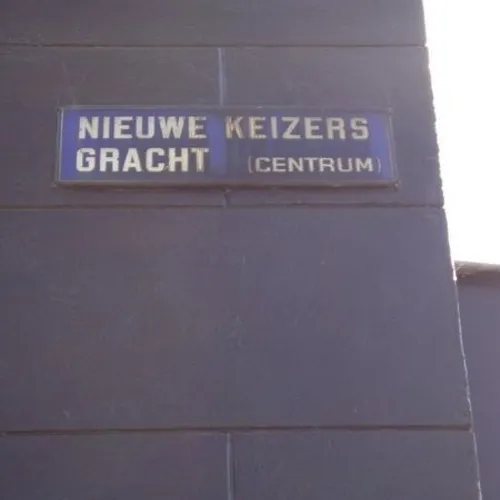 NIEUWE KEIZERS
GRACHT (CENTRUM)